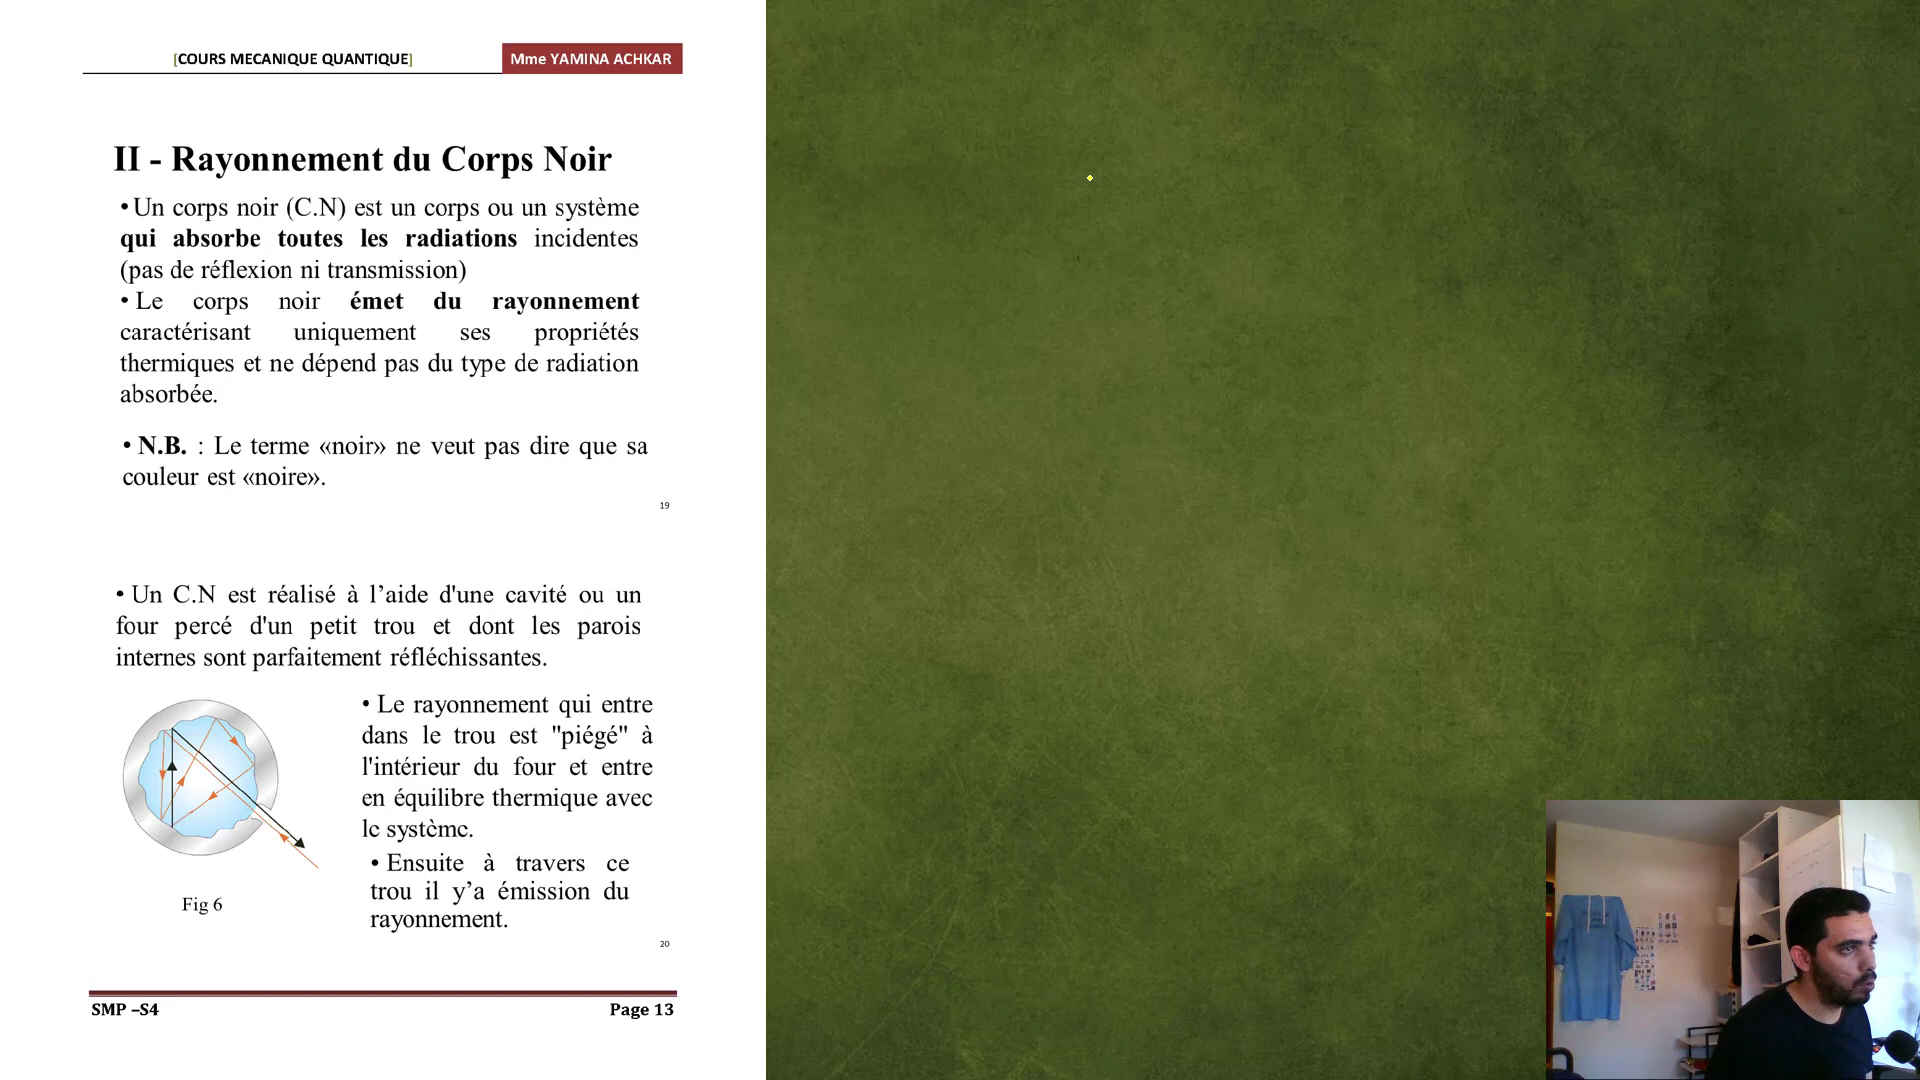 [COURS MECANIQUE QUANTIQUE] Mme YAMINA ACHKAR
II - Rayonnement du Corps Noir
•Un corps noir (C.N) est un corps ou un système
qui absorbe toutes les radiations incidentes
(pas de réflexion ni transmission)
• Le corps noir émet du rayonnement
caractérisant uniquement ses propriétés
thermiques et ne dépend pas du type de radiation
absorbée.
• N.B. : Le terme «noir» ne veut pas dire que sa
couleur est «noire».
19
• Un C.N est réalisé à l’aide d'une cavité ou un
four percé d'un petit trou et dont les parois
internes sont parfaitement réfléchissantes.
• Le rayonnement qui entre
dans le trou est "piégé" à
l'intérieur du four et entre
en équilibre thermique avec
le système.
• Ensuite à travers ce
trou il y’a émission du
rayonnement.
Fig 6
20
SMP –S4 Page 13